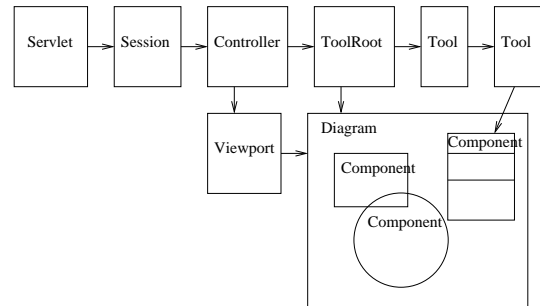 Servlet
Session
Controller
ToolRoot
Tool
Tool
Viewport
Diagram
Component
Component
Component